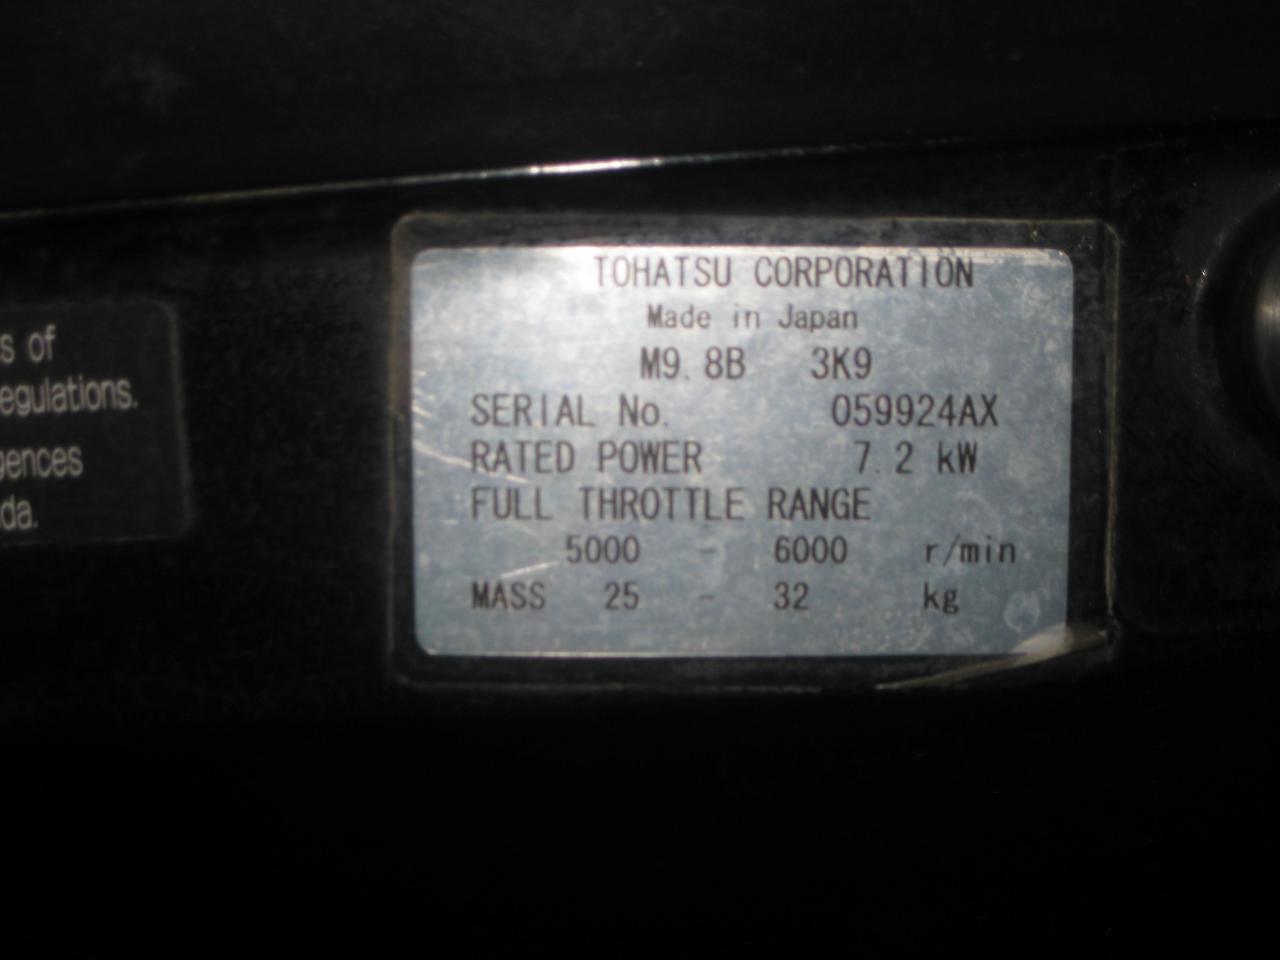 s of
egulations.
gences
da.
TOHATSU CORPORATION
Made in Japan
M9.8B 3K9
SERIAL No. 059924AX
RATED POWER 7.2 kW
FULL THROTTLE RANGE
5000 - 6000 r/min
MASS 25 - 32 kg